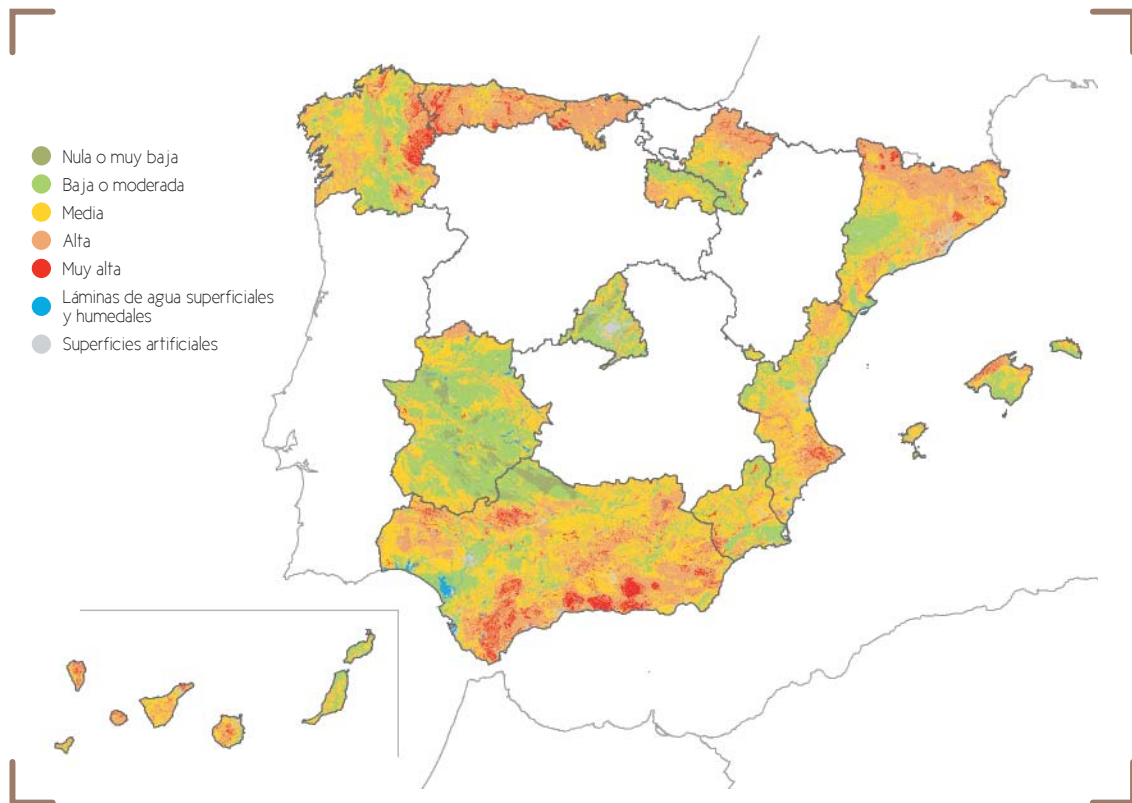 Nula o muy baja
Baja o moderada
Media
Alta
Muy alta
Láminas de agua superficiales
y humedales
Superficies artificiales